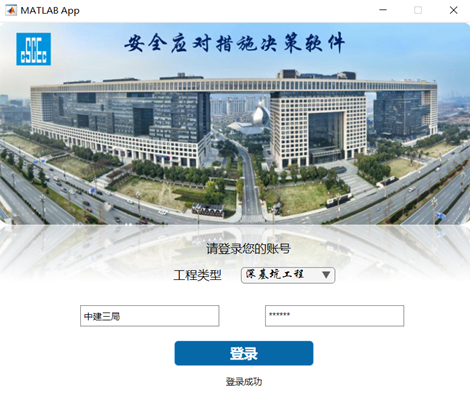 MATLAB App
CSCEC
安全应对措施决策软件
请登录您的账号
工程类型 深基坑工程
中建三局 ******
登录
登录成功